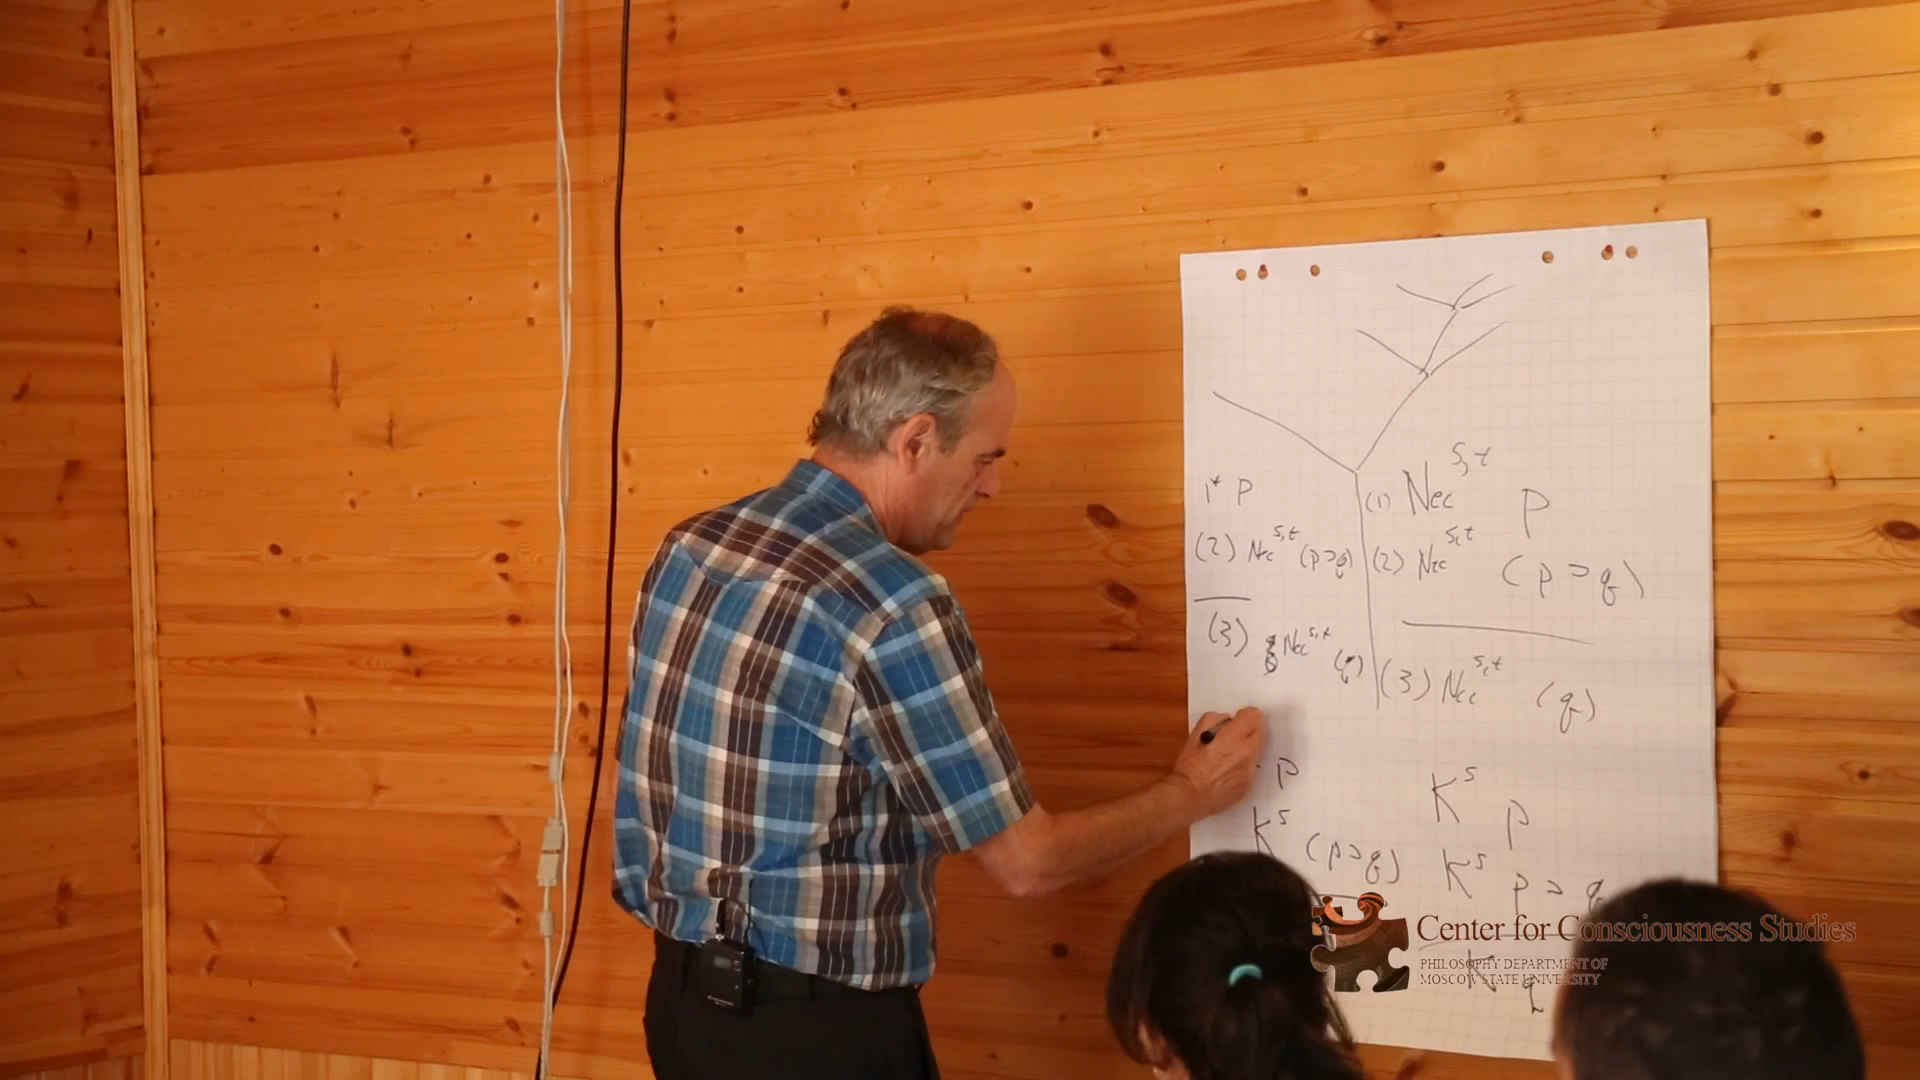 1* p
(2) Nec s,t (p ⊃ q)
(3) Nec s,t (q)
(1) Nec s,t p
(2) Nec s,t (p ⊃ q)
(3) Nec s,t (q)
p
K s (p ⊃ q)
K s p
K s p ⊃ q
K q
Center for Consciousness Studies
PHILOSOPHY DEPARTMENT OF
MOSCOW STATE UNIVERSITY